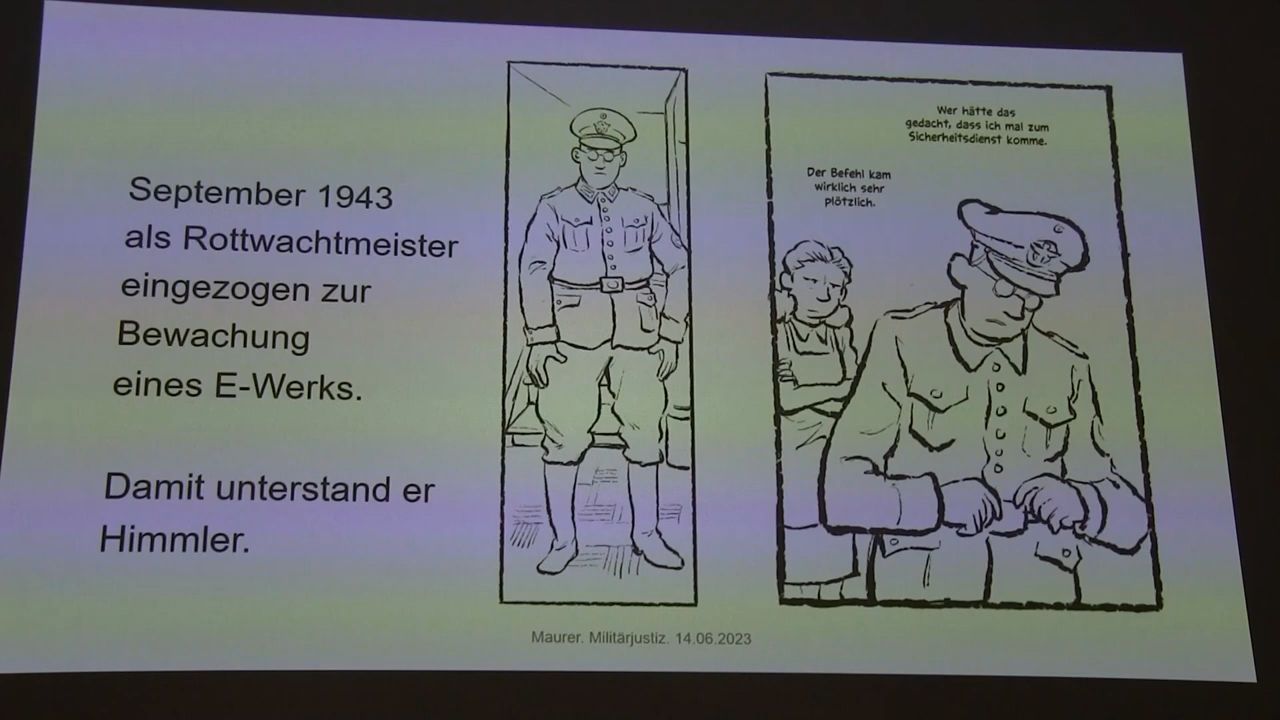 September 1943
als Rottwachtmeister
eingezogen zur
Bewachung
eines E-Werks.
Damit unterstand er
Himmler.
Wer hätte das
gedacht, dass ich mal zum
Sicherheitsdienst komme.
Der Befehl kam
wirklich sehr
plötzlich.
Maurer. Militärjustiz. 14.06.2023